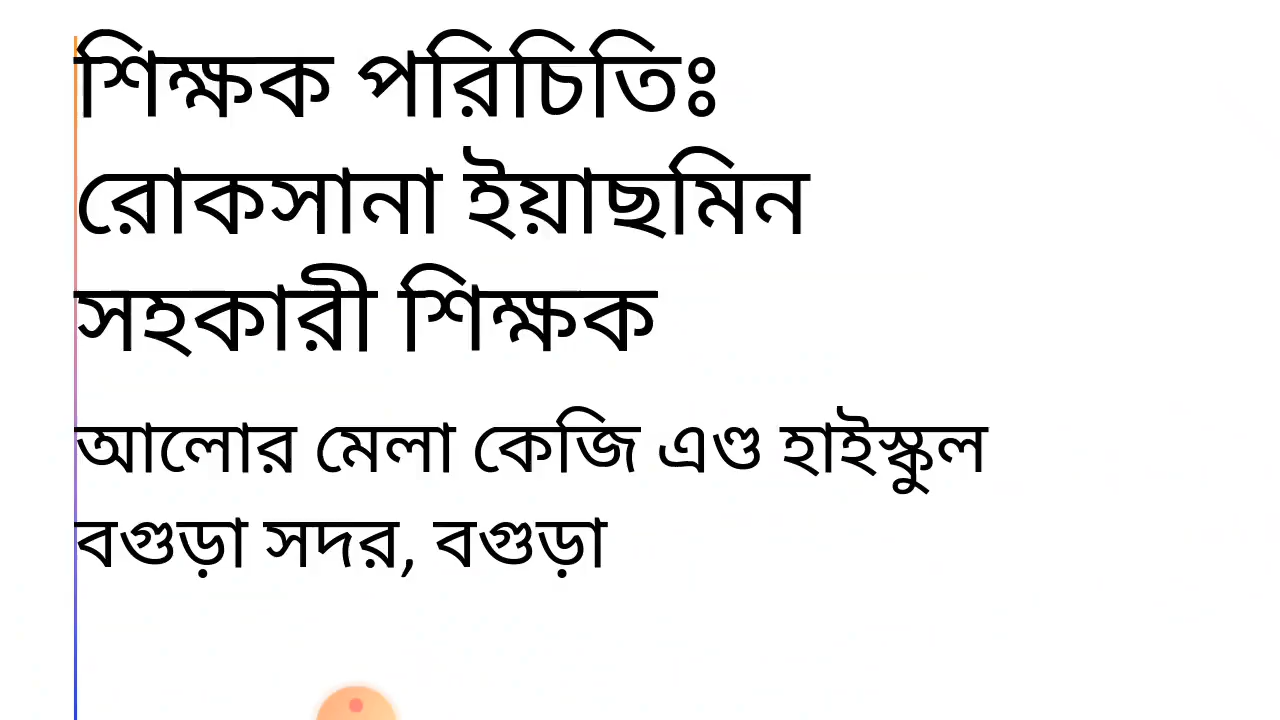 শিক্ষক পরিচিতিঃ
রোকসানা ইয়াছমিন
সহকারী শিক্ষক
আলোর মেলা কেজি এণ্ড হাইস্কুল
বগুড়া সদর, বগুড়া